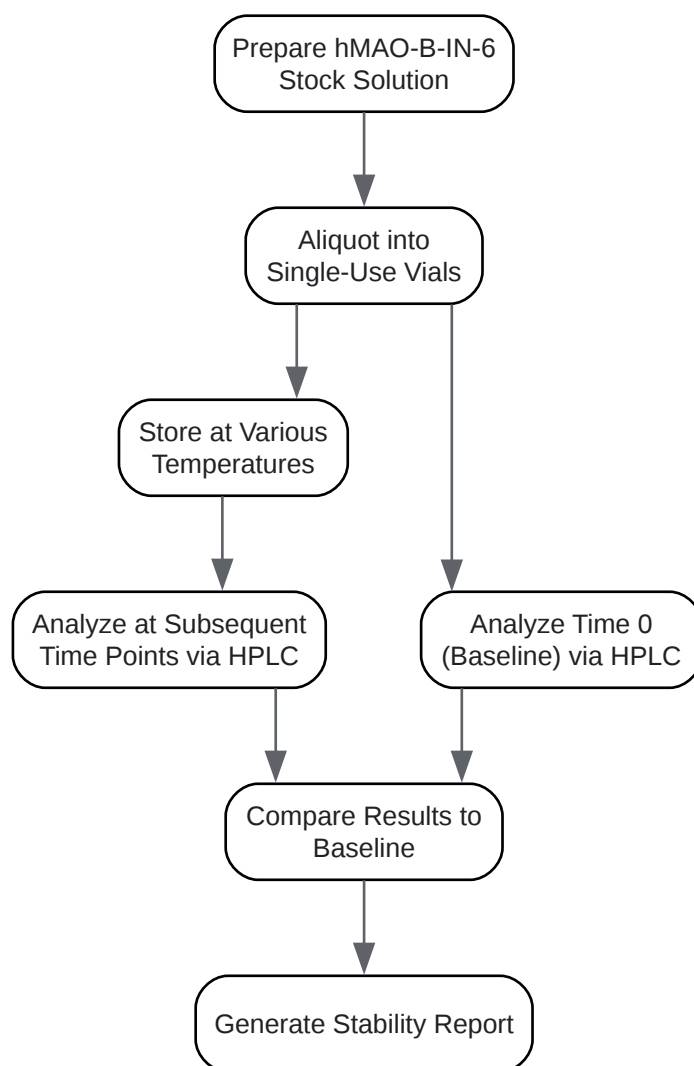 Prepare hMAO-B-IN-6
Stock Solution
Aliquot into
Single-Use Vials
Store at Various
Temperatures
Analyze at Subsequent
Time Points via HPLC
Analyze Time 0
(Baseline) via HPLC
Compare Results to
Baseline
Generate Stability Report